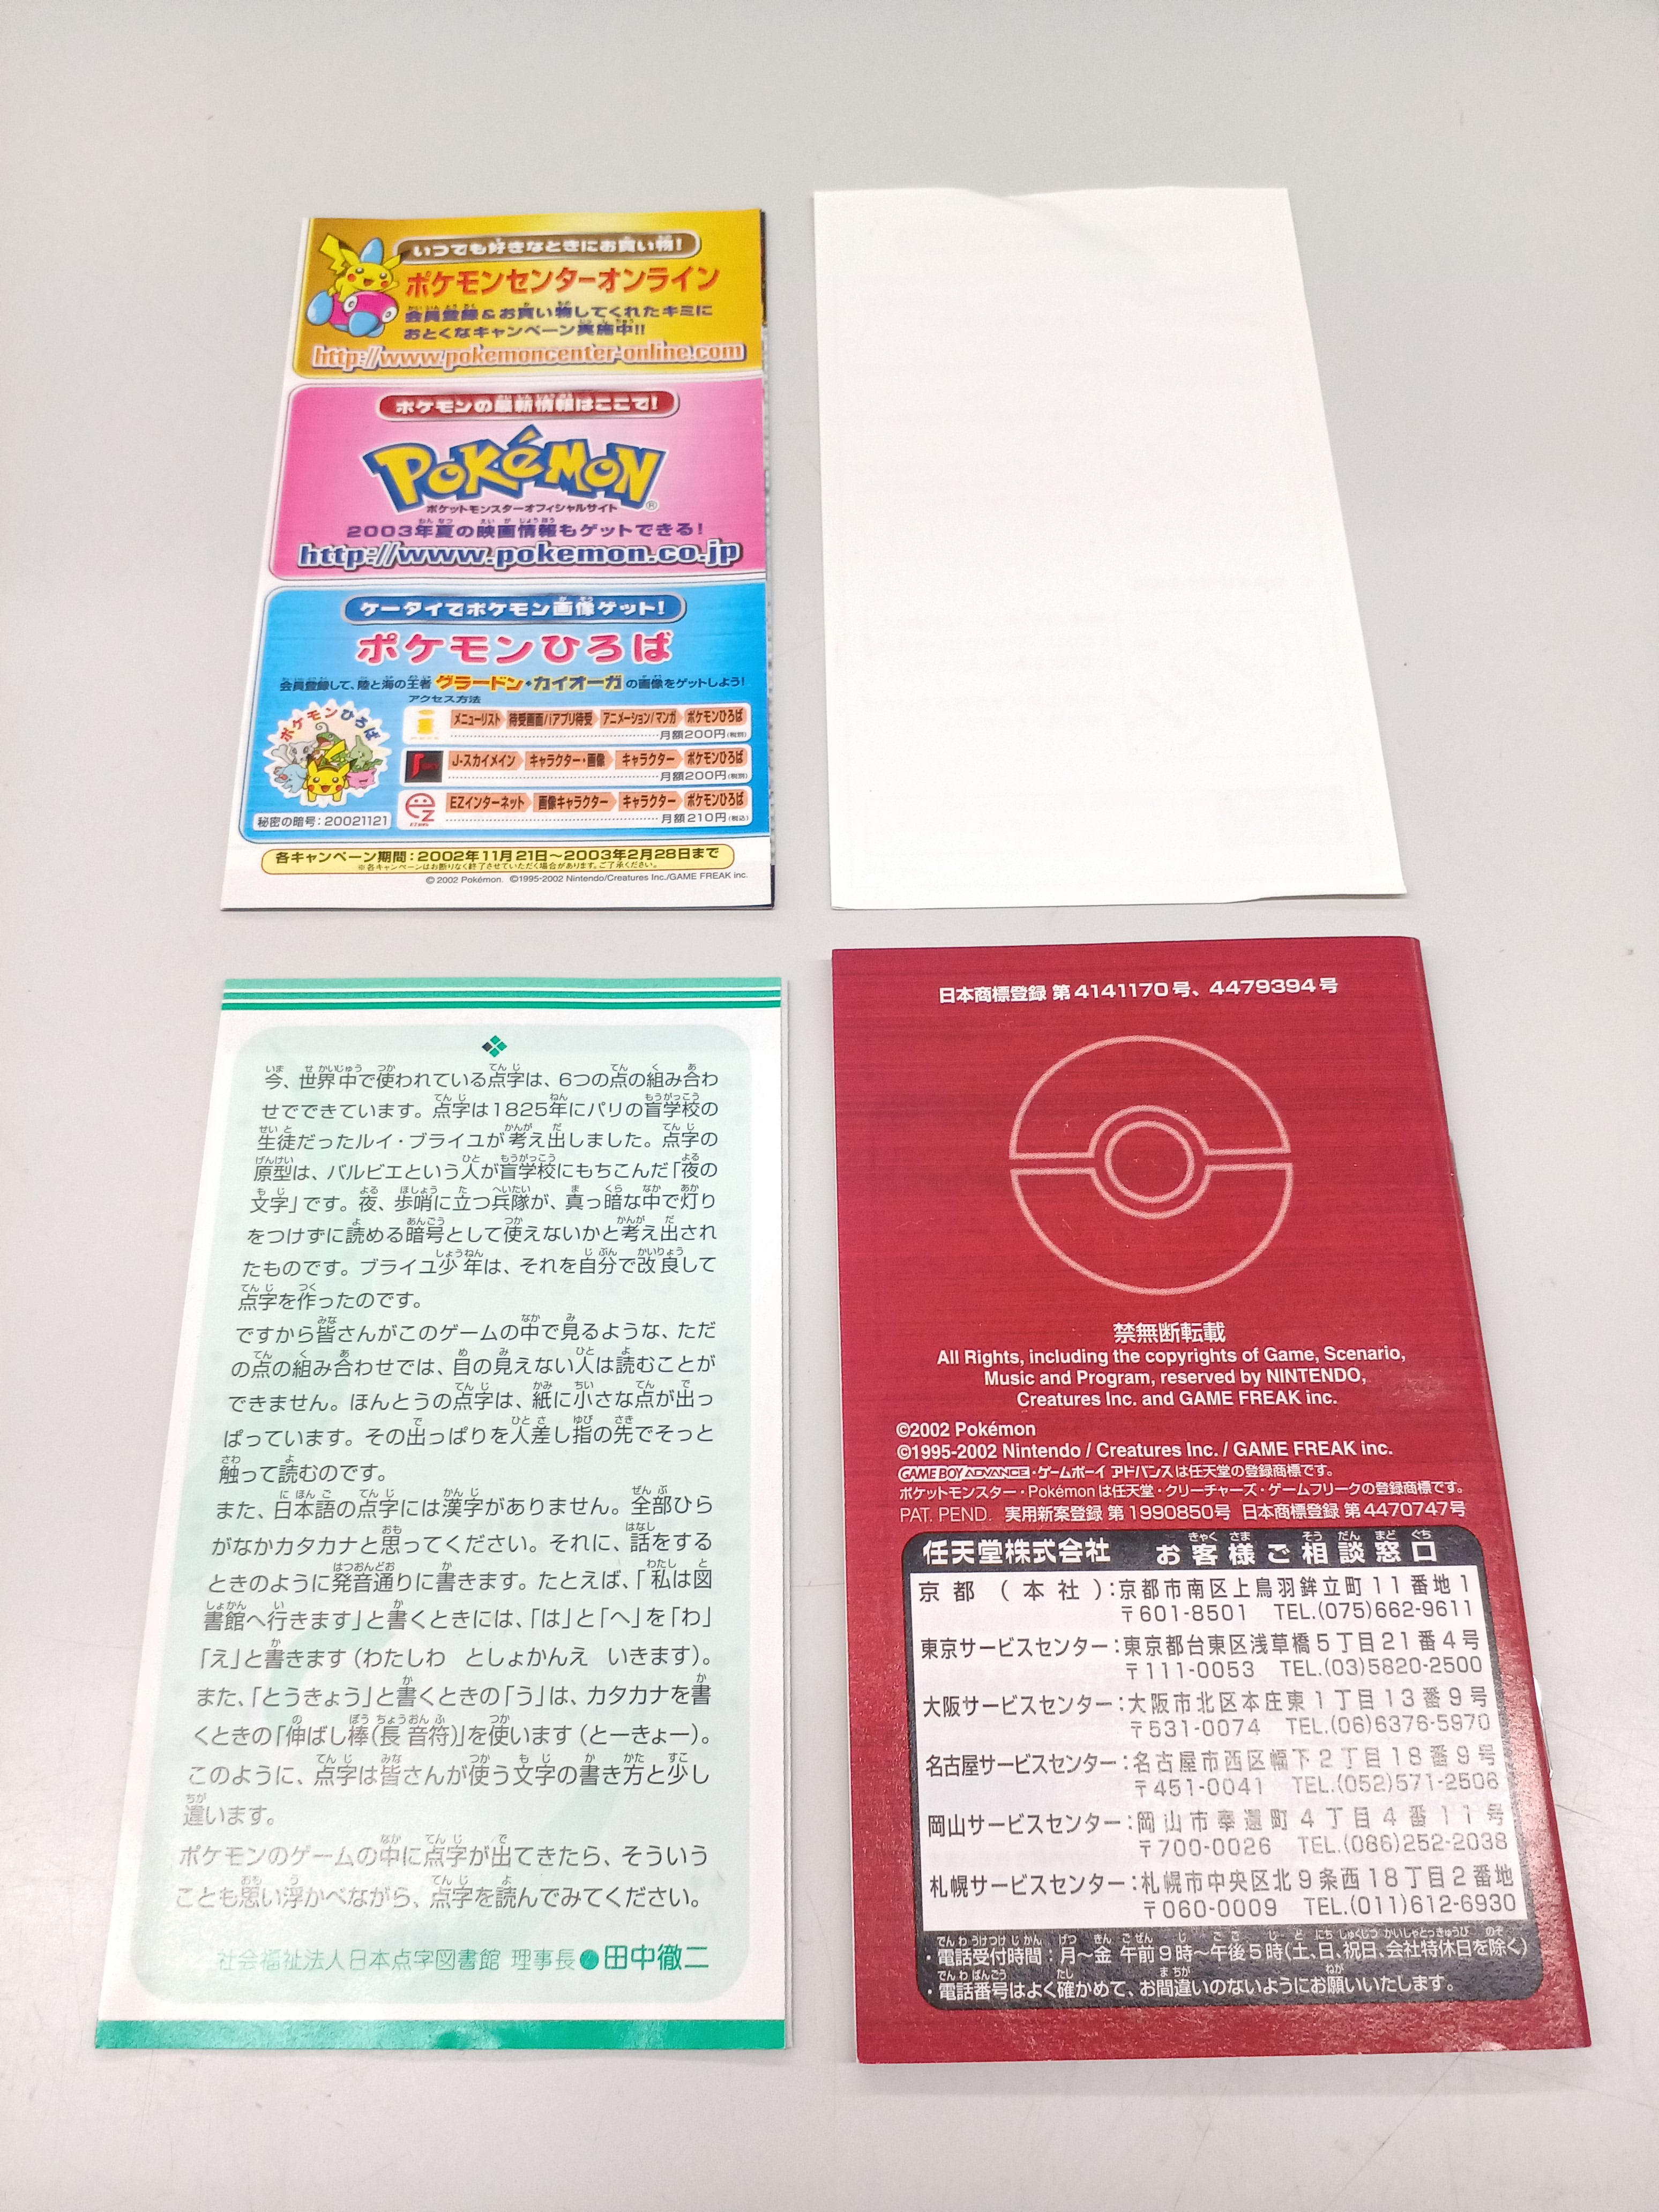 いつでも好きなときにお買い物!
ポケモンセンターオンライン
会員登録&お買い物してくれたキミに
おとくなキャンペーン実施中!!
http://www.pokemoncenter-online.com
ポケモンの最新情報はここで!
POKéMON®
ポケットモンスターオフィシャルサイト
2003年夏の映画情報もゲットできる!
http://www.pokemon.co.jp
ケータイでポケモン画像ゲット!
ポケモンひろば
会員登録して、陸と海の王者 グラードン・カイオーガの画像をゲットしよう!
アクセス方法
ポケモンひろば
メニューリスト 待受画面/iアプリ待受 アニメーション/マンガ ポケモンひろば
月額200円(税別)
J-スカイメイン キャラクター・画像 キャラクター ポケモンひろば
月額200円(税別)
EZインターネット 画像キャラクター キャラクター ポケモンひろば
月額210円(税込)
秘密の暗号:20021121
各キャンペーン期間:2002年11月21日〜2003年2月28日まで
※各キャンペーンはお断りなく終了させていただく場合があります。ご了承ください。
©2002 Pokémon. ©1995-2002 Nintendo/Creatures Inc./GAME FREAK inc.
今、世界中で使われている点字は、6つの点の組み合わ
せでできています。点字は1825年にパリの盲学校の
生徒だったルイ・ブライユが考え出しました。点字の
原型は、バルビエという人が盲学校にもちこんだ「夜の
文字」です。夜、歩哨に立つ兵隊が、真っ暗な中で灯り
をつけずに読める暗号として使えないかと考え出され
たものです。ブライユ少年は、それを自分で改良して
点字を作ったのです。
ですから皆さんがこのゲームの中で見るような、ただ
の点の組み合わせでは、目の見えない人は読むことが
できません。ほんとうの点字は、紙に小さな点が出っ
ぱっています。その出っぱりを人差し指の先でそっと
触って読むのです。
また、日本語の点字には漢字がありません。全部ひら
がなかカタカナと思ってください。それに、話をする
ときのように発音通りに書きます。たとえば、「私は図
書館へ行きます」と書くときには、「は」と「へ」を「わ」
「え」と書きます(わたしわ としょかんえ いきます)。
また、「とうきょう」と書くときの「う」は、カタカナを書
くときの「伸ばし棒(長音符)」を使います(とーきょー)。
このように、点字は皆さんが使う文字の書き方と少し
違います。
ポケモンのゲームの中に点字が出てきたら、そういう
ことも思い浮かべながら、点字を読んでみてください。
社会福祉法人日本点字図書館 理事長●田中徹二
日本商標登録 第4141170号、4479394号
禁無断転載
All Rights, including the copyrights of Game, Scenario,
Music and Program, reserved by NINTENDO,
Creatures Inc. and GAME FREAK inc.
©2002 Pokémon
©1995-2002 Nintendo / Creatures Inc. / GAME FREAK inc.
GAME BOY ADVANCE・ゲームボーイ アドバンスは任天堂の登録商標です。
ポケットモンスター・Pokémonは任天堂・クリーチャーズ・ゲームフリークの登録商標です。
PAT. PEND. 実用新案登録 第1990850号 日本商標登録 第4470747号
任天堂株式会社 お客様ご相談窓口
京都(本社):京都市南区上鳥羽鉾立町11番地1
〒601-8501 TEL.(075)662-9611
東京サービスセンター:東京都台東区浅草橋5丁目21番4号
〒111-0053 TEL.(03)5820-2500
大阪サービスセンター:大阪市北区本庄東1丁目13番9号
〒531-0074 TEL.(06)6376-5970
名古屋サービスセンター:名古屋市西区幅下2丁目18番9号
〒451-0041 TEL.(052)571-2506
岡山サービスセンター:岡山市奉還町4丁目4番11号
〒700-0026 TEL.(086)252-2038
札幌サービスセンター:札幌市中央区北9条西18丁目2番地
〒060-0009 TEL.(011)612-6930
・電話受付時間:月〜金 午前9時〜午後5時(土、日、祝日、会社特休日を除く)
・電話番号はよく確かめて、お間違いのないようにお願いいたします。